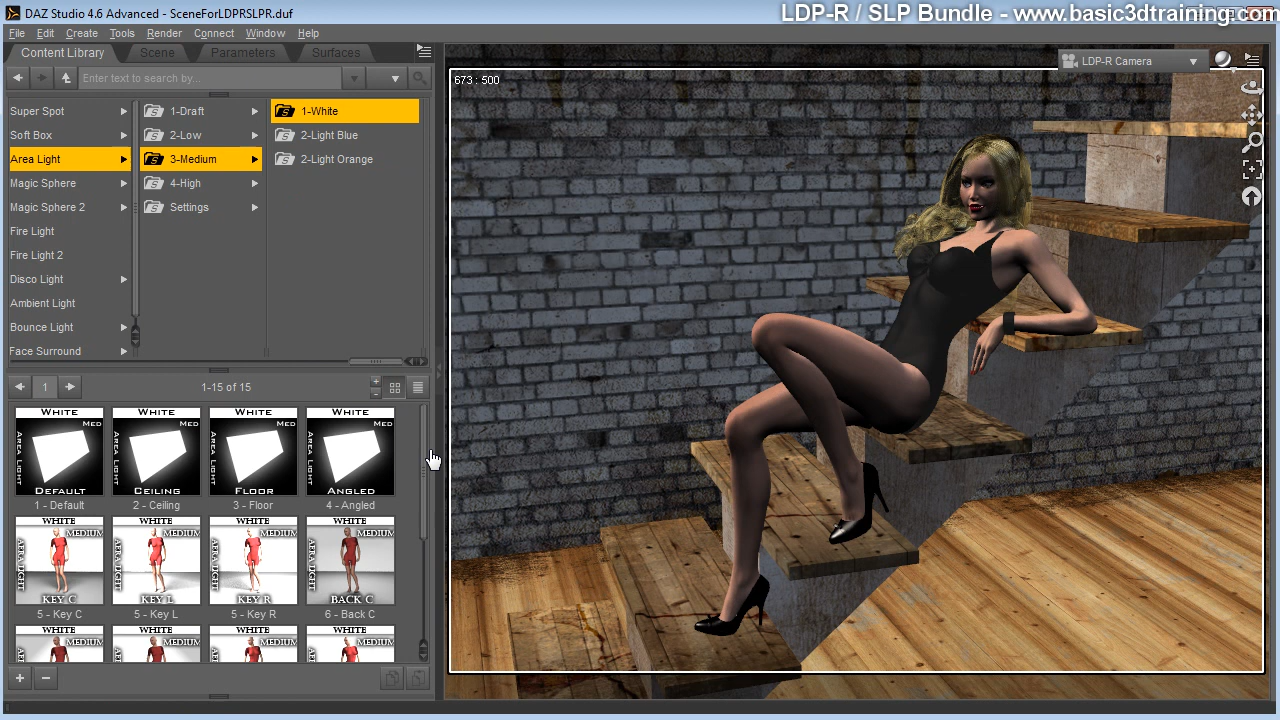 DAZ Studio 4.6 Advanced - SceneForLDPRSLPR.duf
LDP-R / SLP Bundle - www.basic3dtraining.com
File Edit Create Tools Render Connect Window Help
Content Library Scene Parameters Surfaces
Enter text to search by...
LDP-R Camera
673 : 500
Super Spot 1-Draft 1-White
Soft Box 2-Low 2-Light Blue
Area Light 3-Medium 2-Light Orange
Magic Sphere 4-High
Magic Sphere 2 Settings
Fire Light
Fire Light 2
Disco Light
Ambient Light
Bounce Light
Face Surround
1 1-15 of 15
WHITE WHITE WHITE WHITE
MED MED MED MED
AREA LIGHT AREA LIGHT AREA LIGHT AREA LIGHT
DEFAULT CEILING FLOOR ANGLED
1 - Default 2 - Ceiling 3 - Floor 4 - Angled
WHITE WHITE WHITE WHITE
MEDIUM MEDIUM MEDIUM MEDIUM
AREA LIGHT AREA LIGHT AREA LIGHT AREA LIGHT
KEY C KEY L KEY R BACK C
5 - Key C 5 - Key L 5 - Key R 6 - Back C
WHITE WHITE WHITE WHITE
MEDIUM MEDIUM MEDIUM MEDIUM